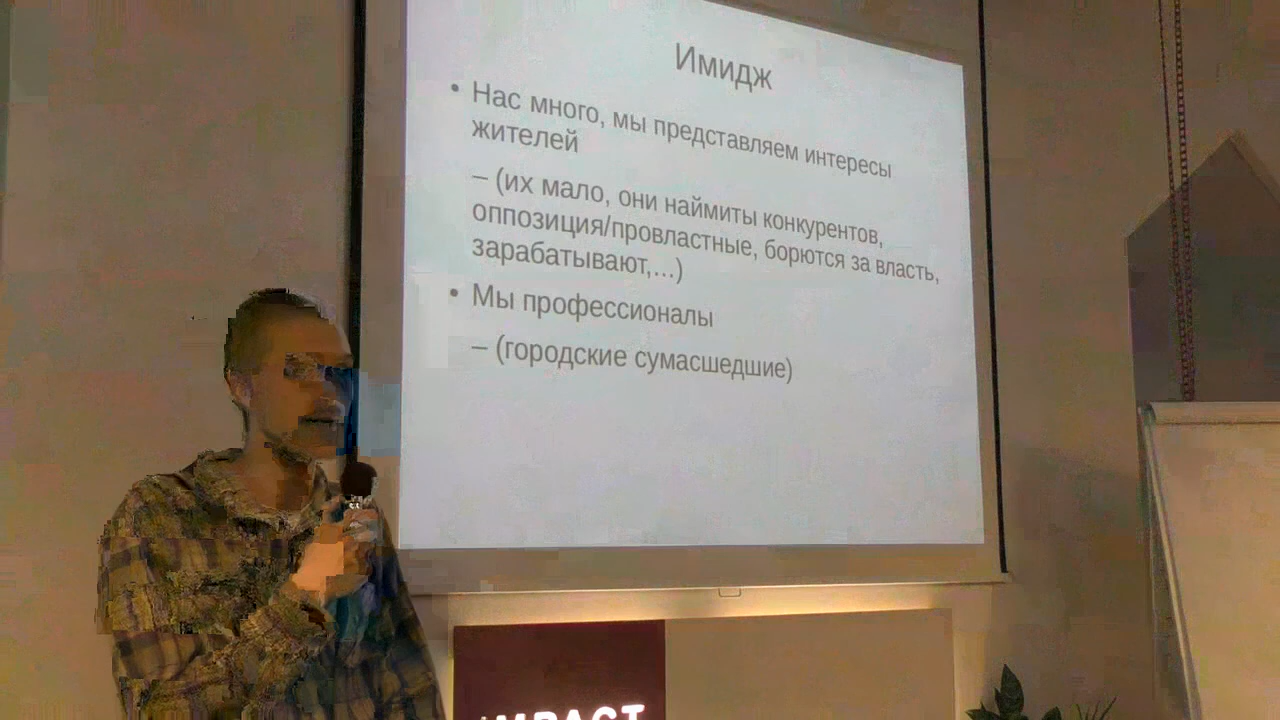 Имидж
• Нас много, мы представляем интересы
жителей
– (их мало, они наймиты конкурентов,
оппозиция/провластные, борются за власть,
зарабатывают,...)
• Мы профессионалы
– (городские сумасшедшие)
IMPACT